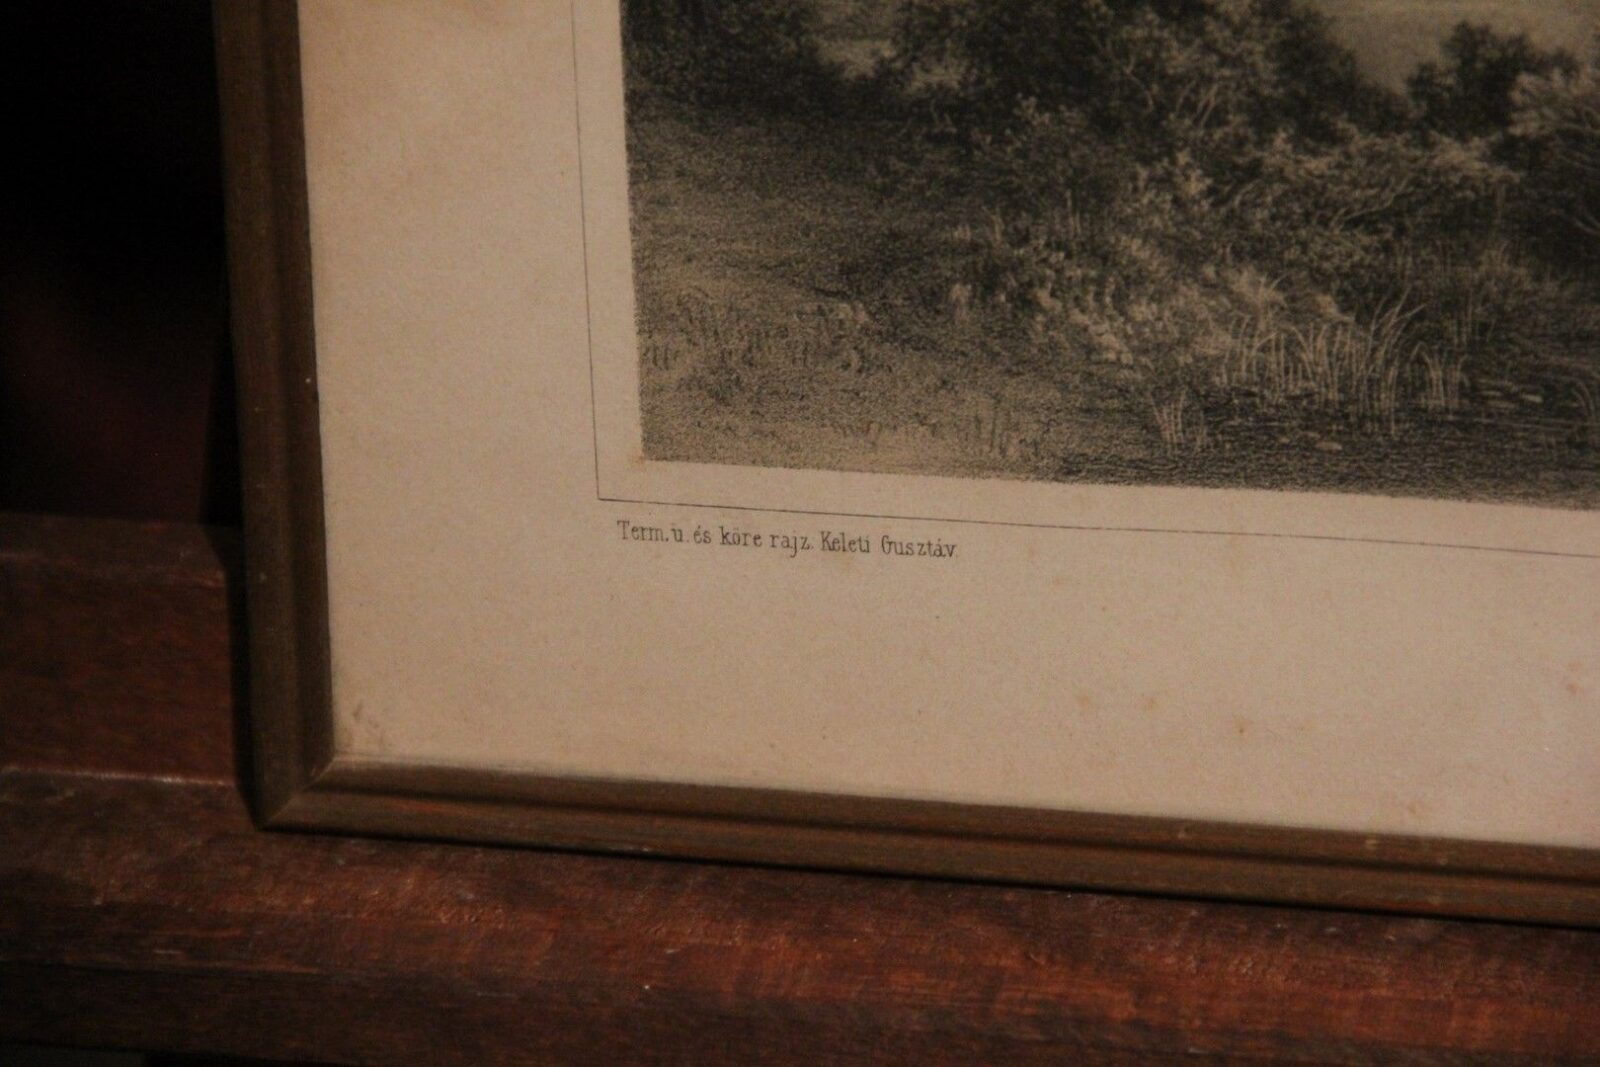 Term. u. és köre rajz. Keleti Gusztáv